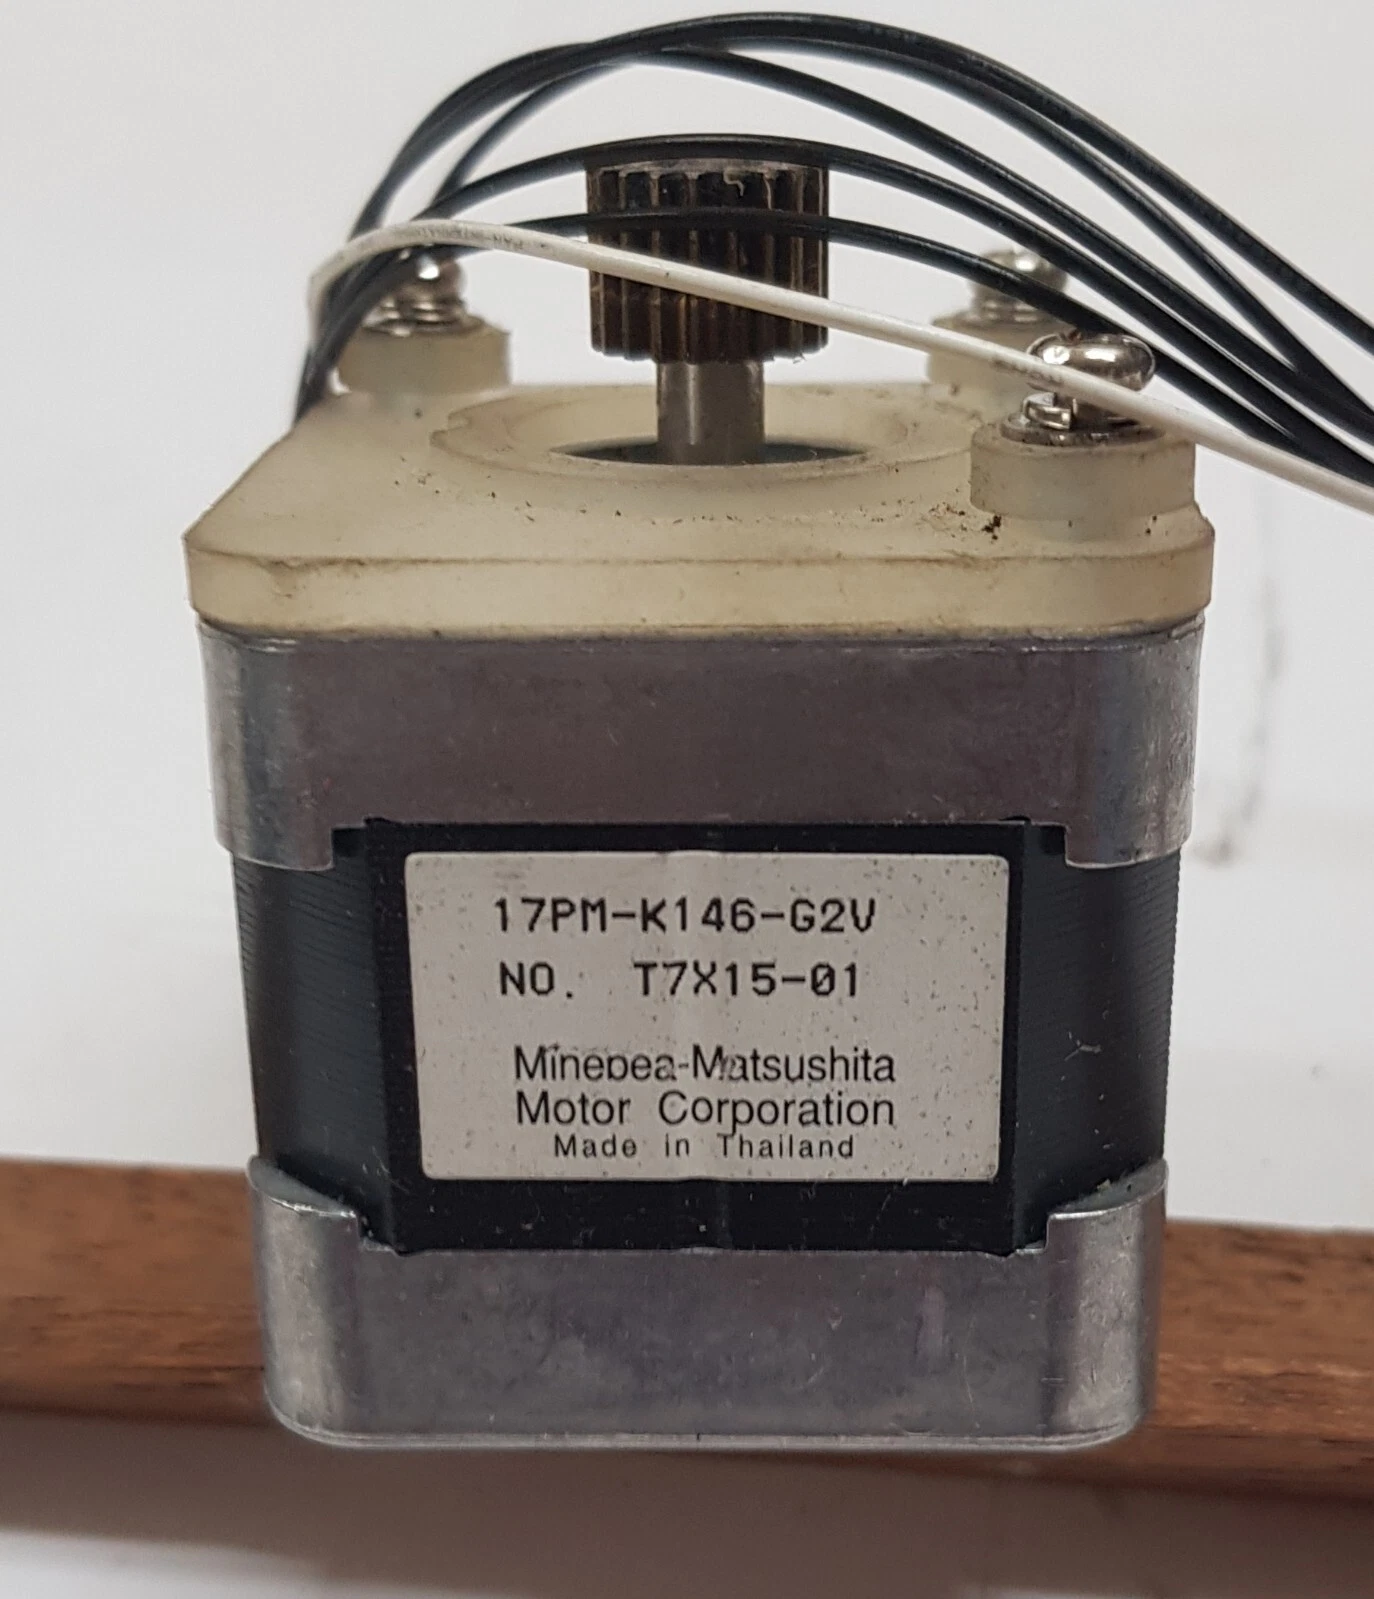 17PM-K146-G2V
NO. T7X15-01
Minebea-Matsushita
Motor Corporation
Made in Thailand